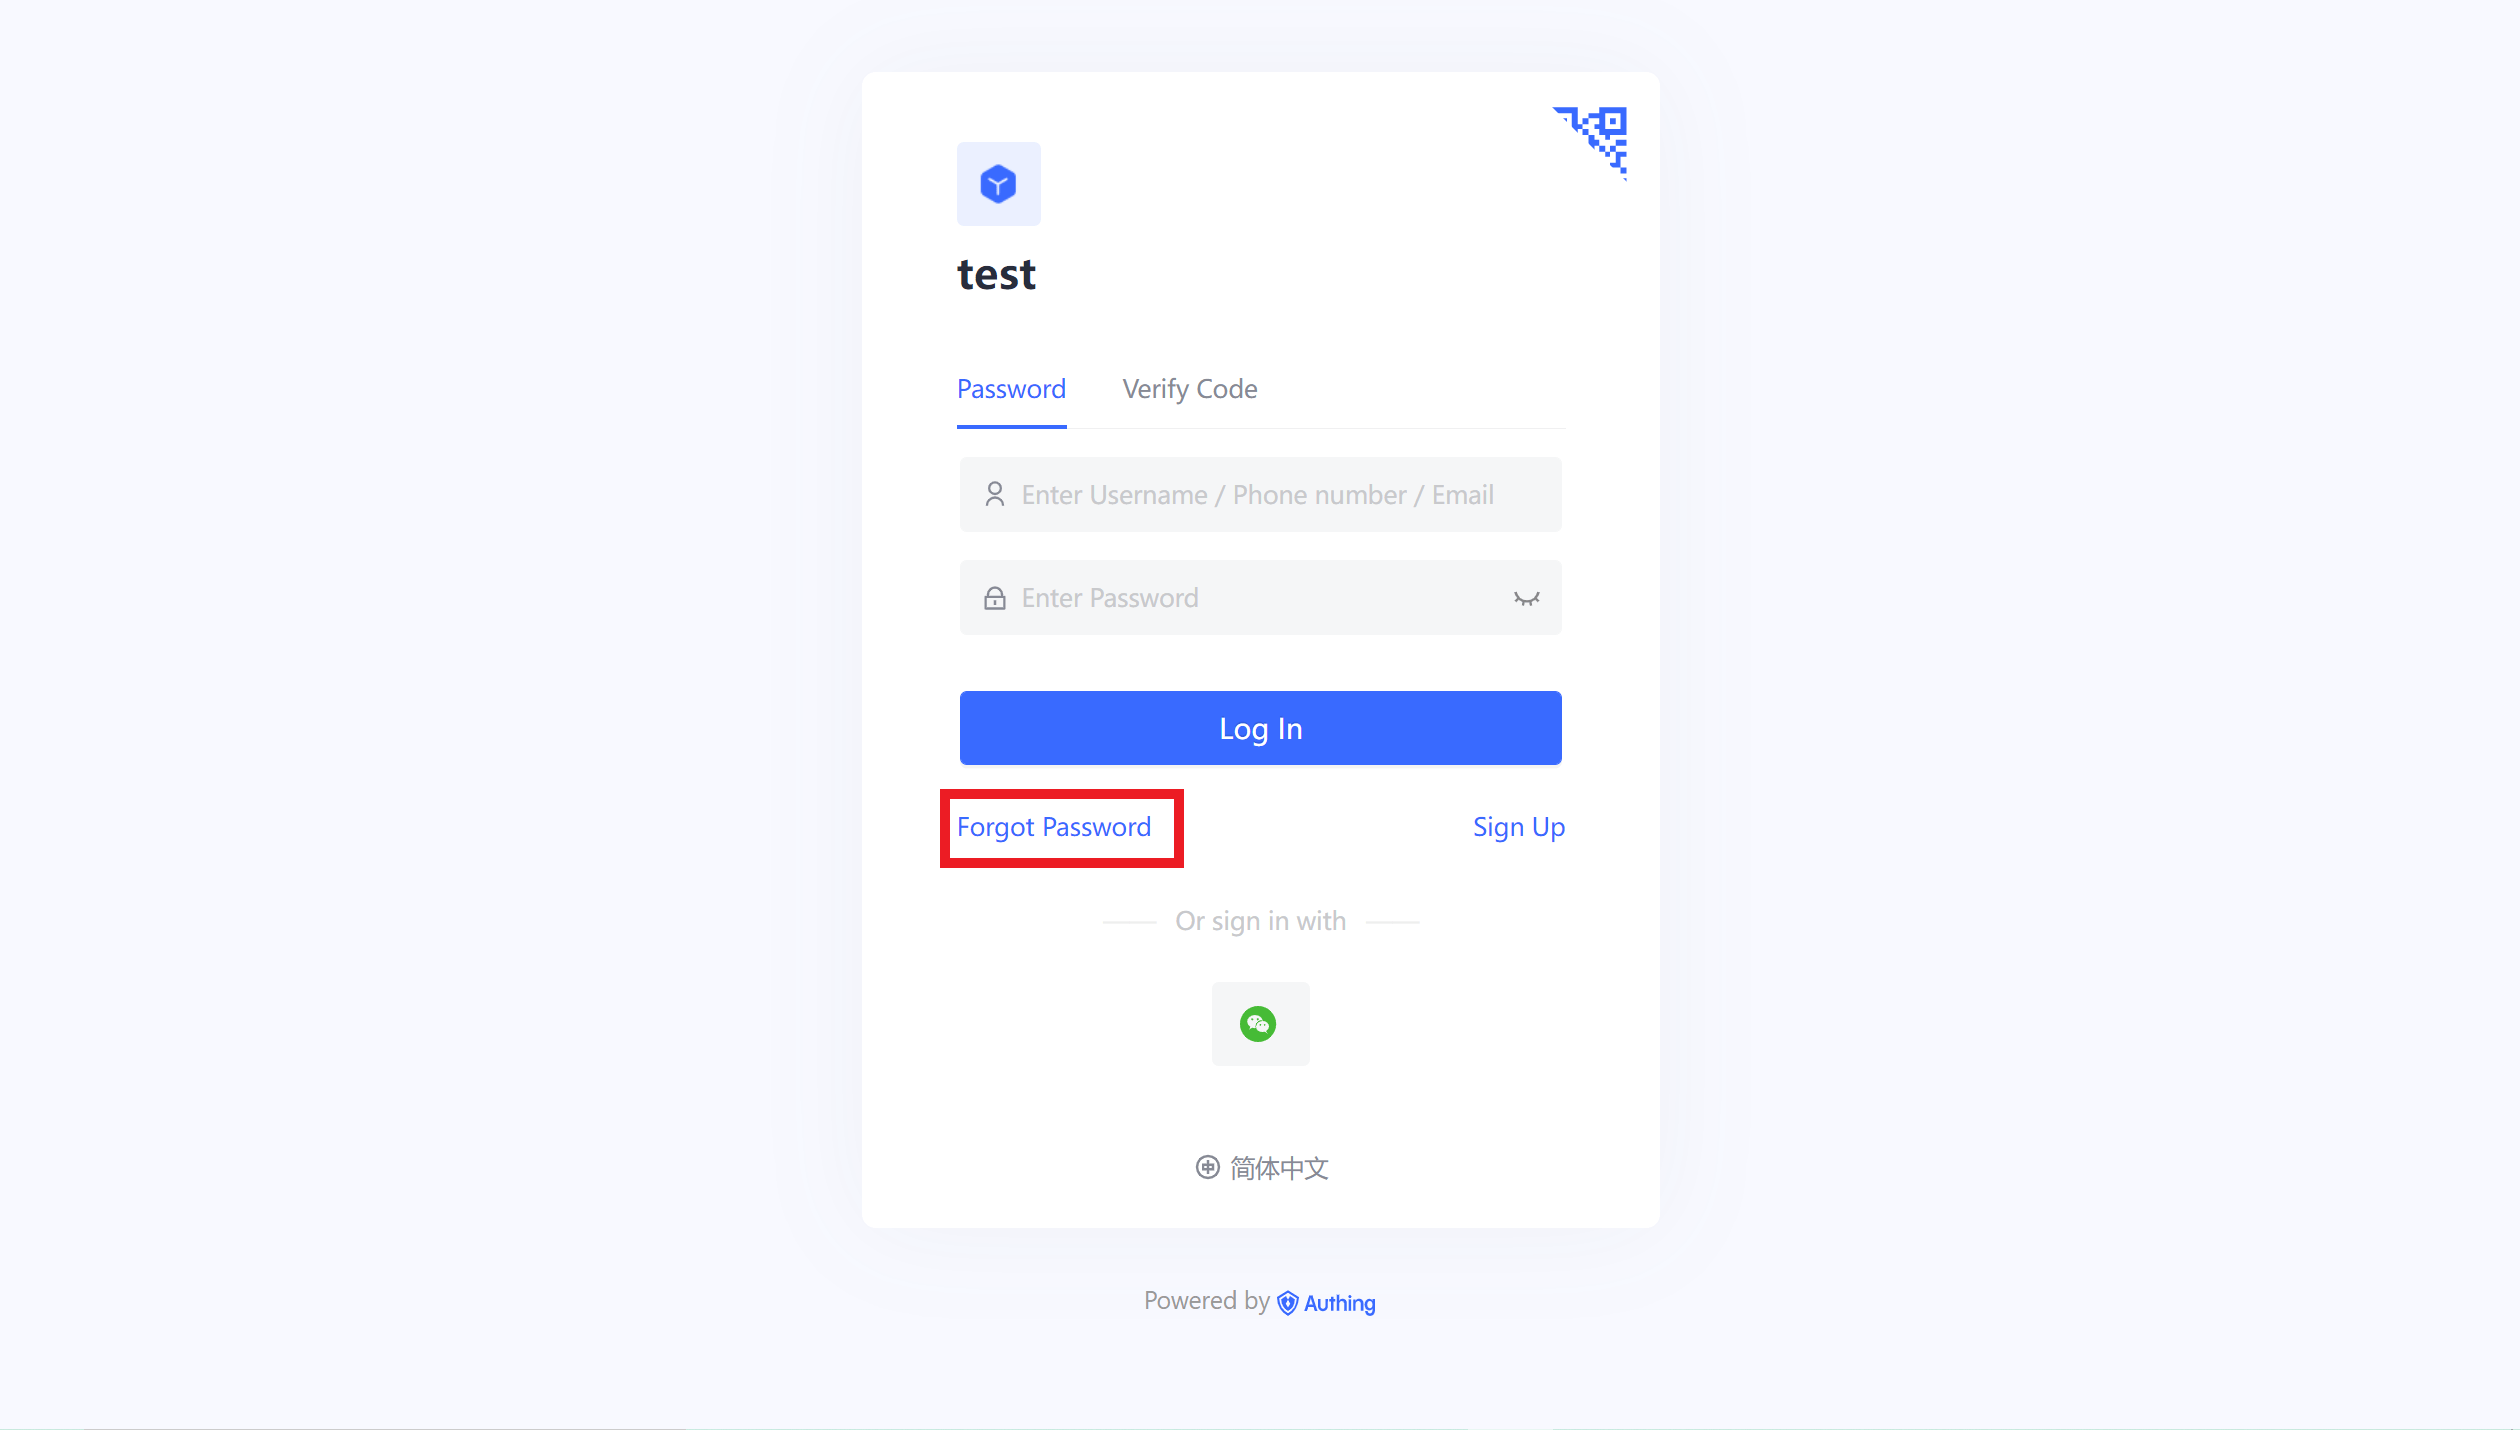 test
Password Verify Code
Enter Username / Phone number / Email
Enter Password
Log In
Forgot Password Sign Up
Or sign in with
简体中文
Powered by Authing